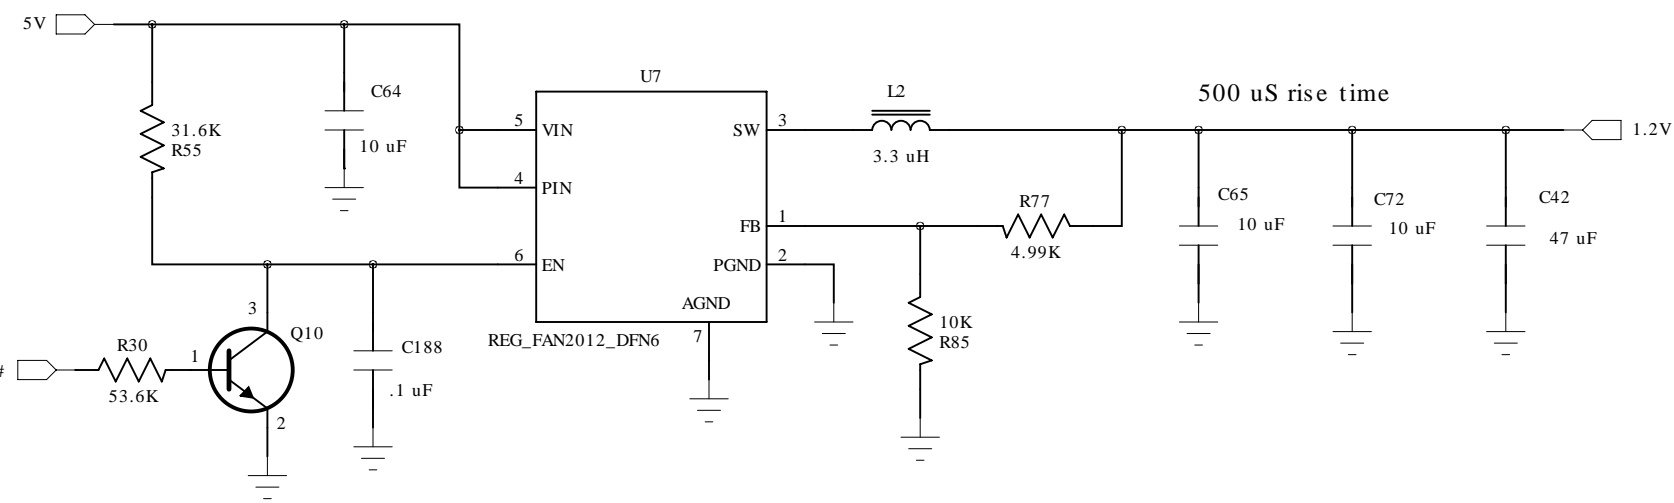 5V
U7
C64
10 uF
31.6K
R55
5
VIN
4
PIN
6
EN
SW
3
FB
1
PGND
2
AGND
7
REG_FAN2012_DFN6
L2
3.3 uH
500 uS rise time
1.2V
R77
4.99K
C65
10 uF
C72
10 uF
C42
47 uF
10K
R85
3
Q10
#
R30
53.6K
1
2
C188
.1 uF